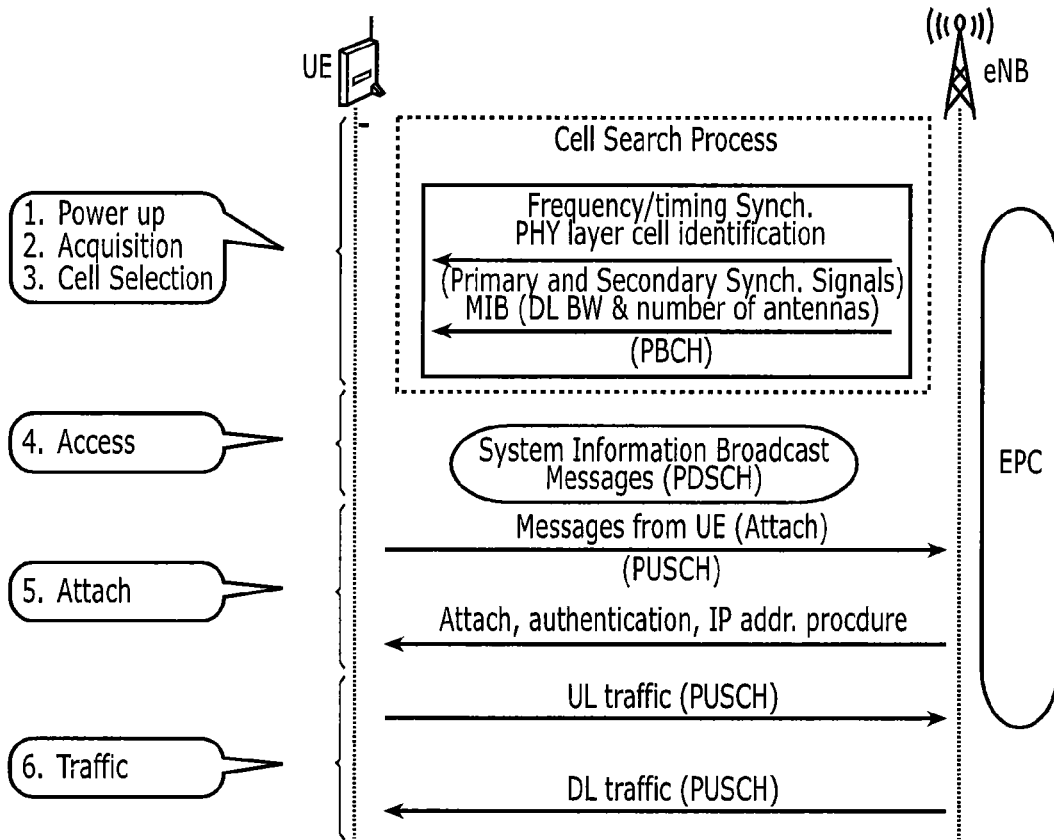 UE
eNB
Cell Search Process
1. Power up
2. Acquisition
3. Cell Selection
Frequency/timing Synch.
PHY layer cell identification
(Primary and Secondary Synch. Signals)
MIB (DL BW & number of antennas)
(PBCH)
4. Access
System Information Broadcast
Messages (PDSCH)
EPC
Messages from UE (Attach)
(PUSCH)
5. Attach
Attach, authentication, IP addr. procdure
UL traffic (PUSCH)
6. Traffic
DL traffic (PUSCH)